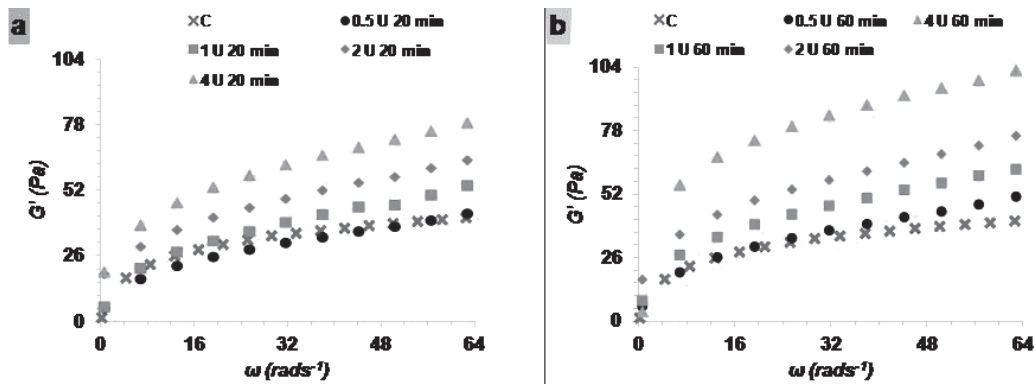 a
C
0.5 U 20 min
1 U 20 min
2 U 20 min
4 U 20 min
104
78
52
26
0
G' (Pa)
0 16 32 48 64
ω (rads⁻¹)
b
C
0.5 U 60 min
4 U 60 min
1 U 60 min
2 U 60 min
104
78
52
26
0
G' (Pa)
0 16 32 48 64
ω (rads⁻¹)